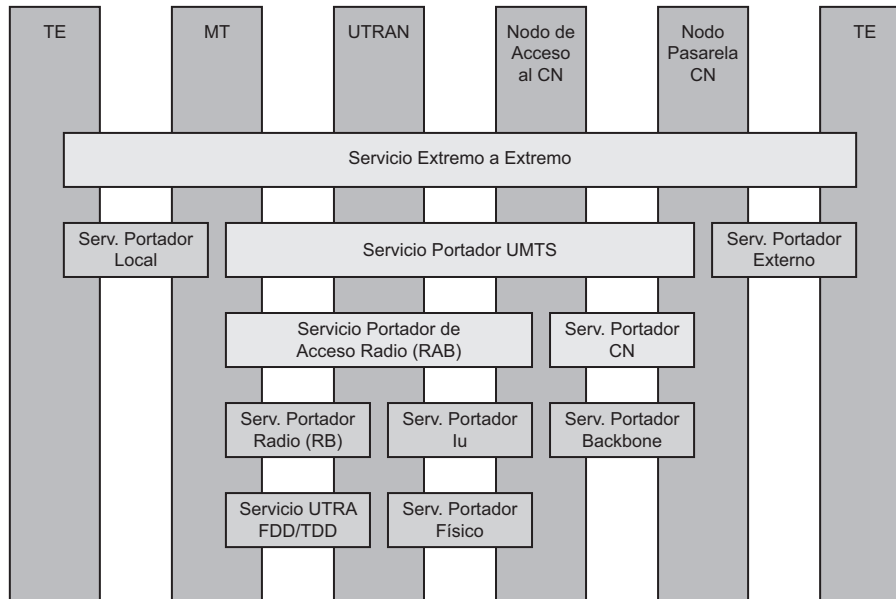 TE
MT
UTRAN
Nodo de
Acceso
al CN
Nodo
Pasarela
CN
TE
Servicio Extremo a Extremo
Serv. Portador
Local
Servicio Portador UMTS
Serv. Portador
Externo
Servicio Portador de
Acceso Radio (RAB)
Serv. Portador
CN
Serv. Portador
Radio (RB)
Serv. Portador
Iu
Serv. Portador
Backbone
Servicio UTRA
FDD/TDD
Serv. Portador
Físico